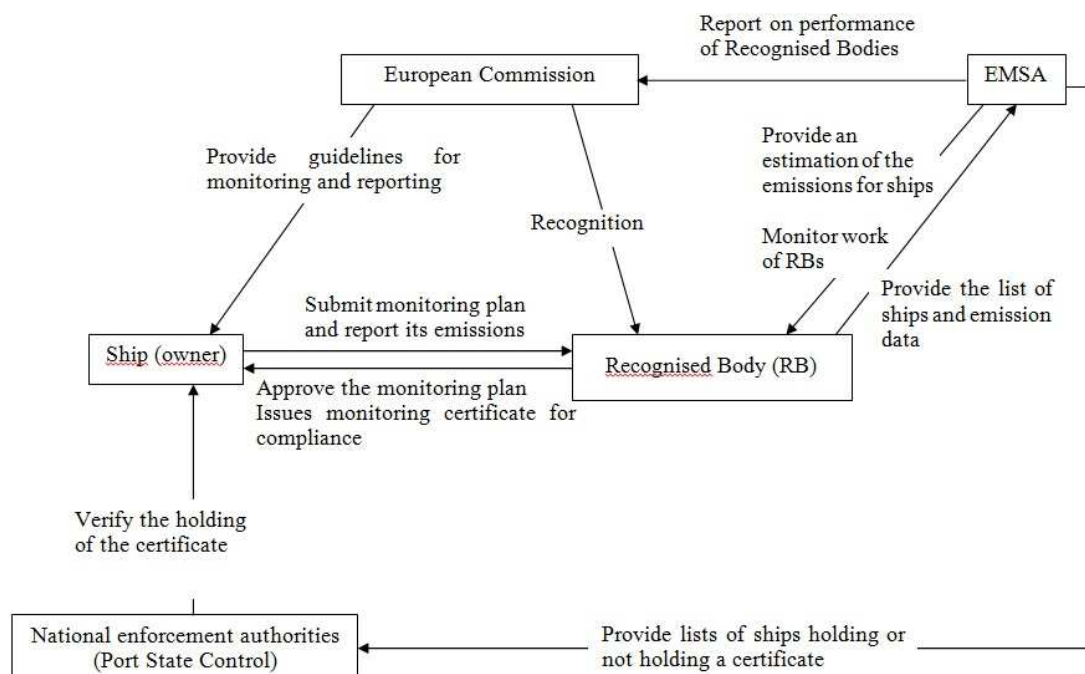 Report on performance
of Recognised Bodies
European Commission
EMSA
Provide guidelines for
monitoring and reporting
Provide an
estimation of the
emissions for ships
Recognition
Monitor work
of RBs
Provide the list of
ships and emission
data
Submit monitoring plan
and report its emissions
Ship (owner)
Recognised Body (RB)
Approve the monitoring plan
Issues monitoring certificate for
compliance
Verify the holding
of the certificate
National enforcement authorities
(Port State Control)
Provide lists of ships holding or
not holding a certificate